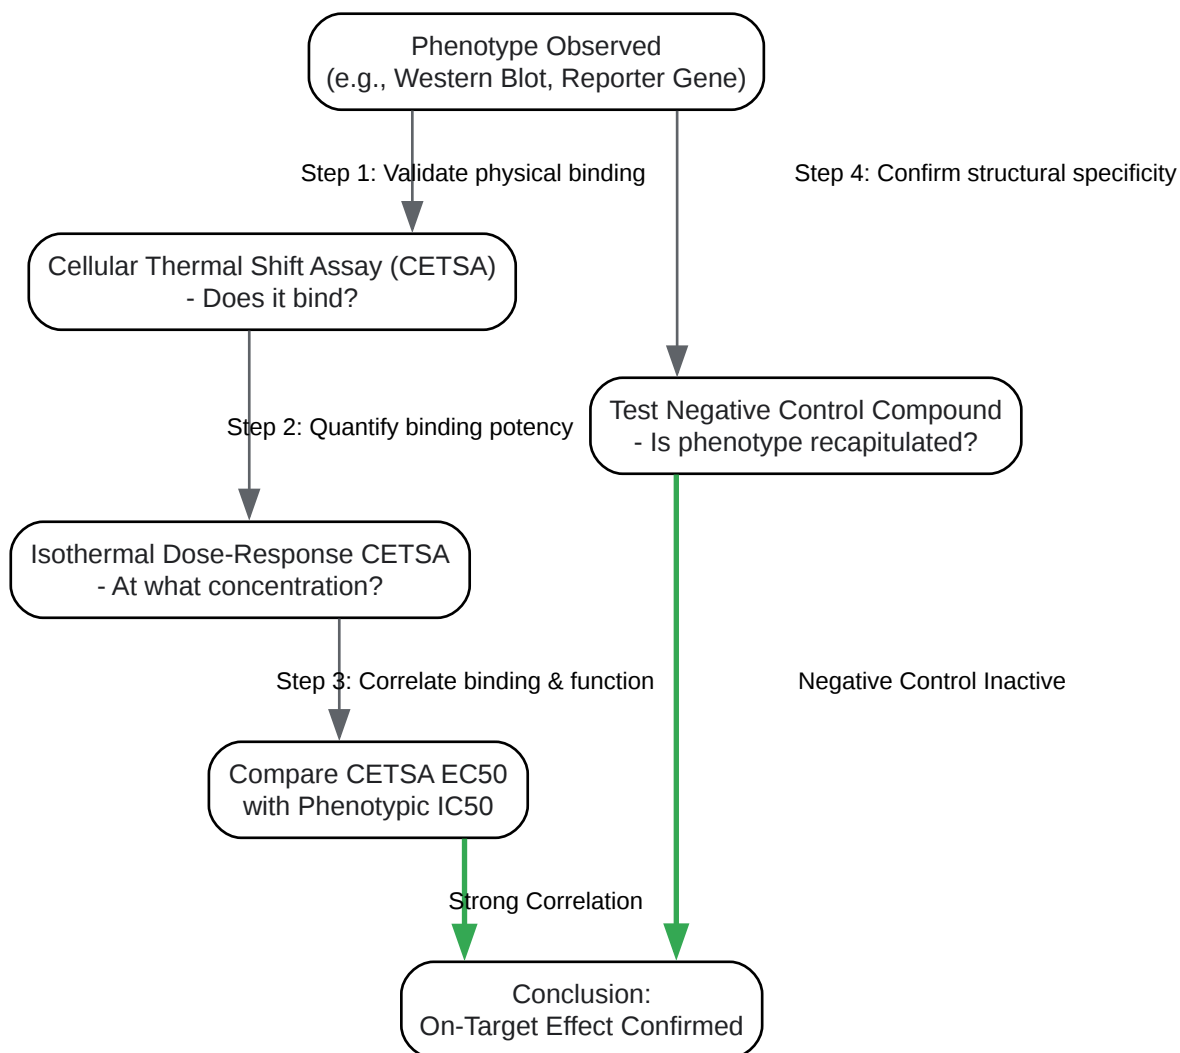 Phenotype Observed
(e.g., Western Blot, Reporter Gene)
Step 1: Validate physical binding
Step 4: Confirm structural specificity
Cellular Thermal Shift Assay (CETSA)
- Does it bind?
Test Negative Control Compound
- Is phenotype recapitulated?
Step 2: Quantify binding potency
Isothermal Dose-Response CETSA
- At what concentration?
Step 3: Correlate binding & function
Negative Control Inactive
Compare CETSA EC50
with Phenotypic IC50
Strong Correlation
Conclusion:
On-Target Effect Confirmed